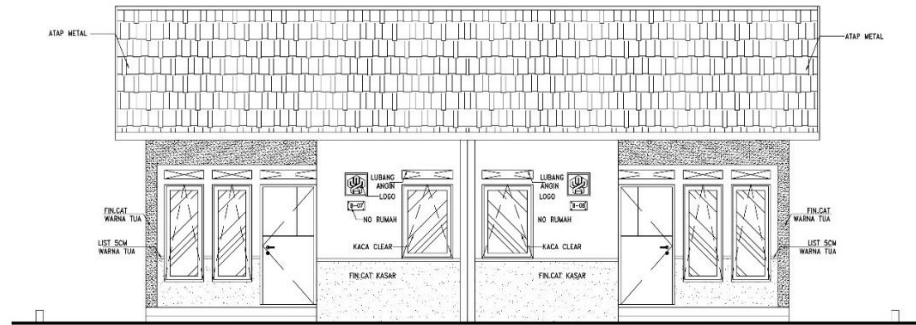 ATAP METAL
ATAP METAL
LUBANG
ANGIN
LOGO
B-07
NO RUMAH
KACA CLEAR
FIN.CAT
WARNA TUA
LIST 5CM
WARNA TUA
FIN.CAT KASAR
LUBANG
ANGIN
LOGO
B-08
NO RUMAH
KACA CLEAR
FIN.CAT KASAR
FIN.CAT
WARNA TUA
LIST 5CM
WARNA TUA